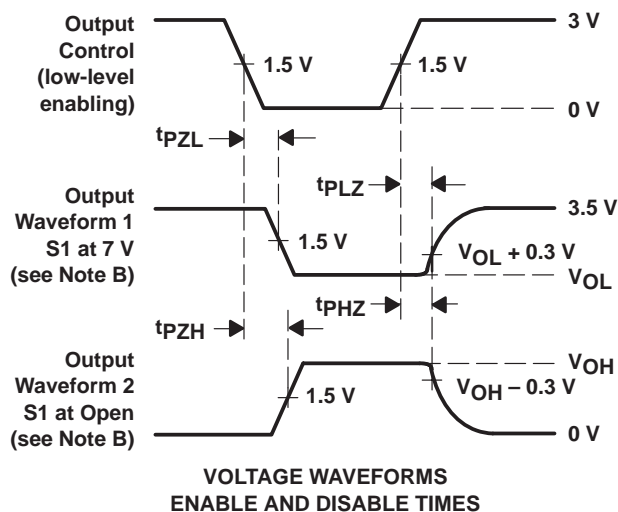 Output
Control
(low-level
enabling)
3 V
1.5 V
1.5 V
0 V
tPZL
tPLZ
Output
Waveform 1
S1 at 7 V
(see Note B)
3.5 V
1.5 V
VOL + 0.3 V
VOL
tPHZ
tPZH
Output
Waveform 2
S1 at Open
(see Note B)
VOH
1.5 V
VOH – 0.3 V
0 V
VOLTAGE WAVEFORMS
ENABLE AND DISABLE TIMES